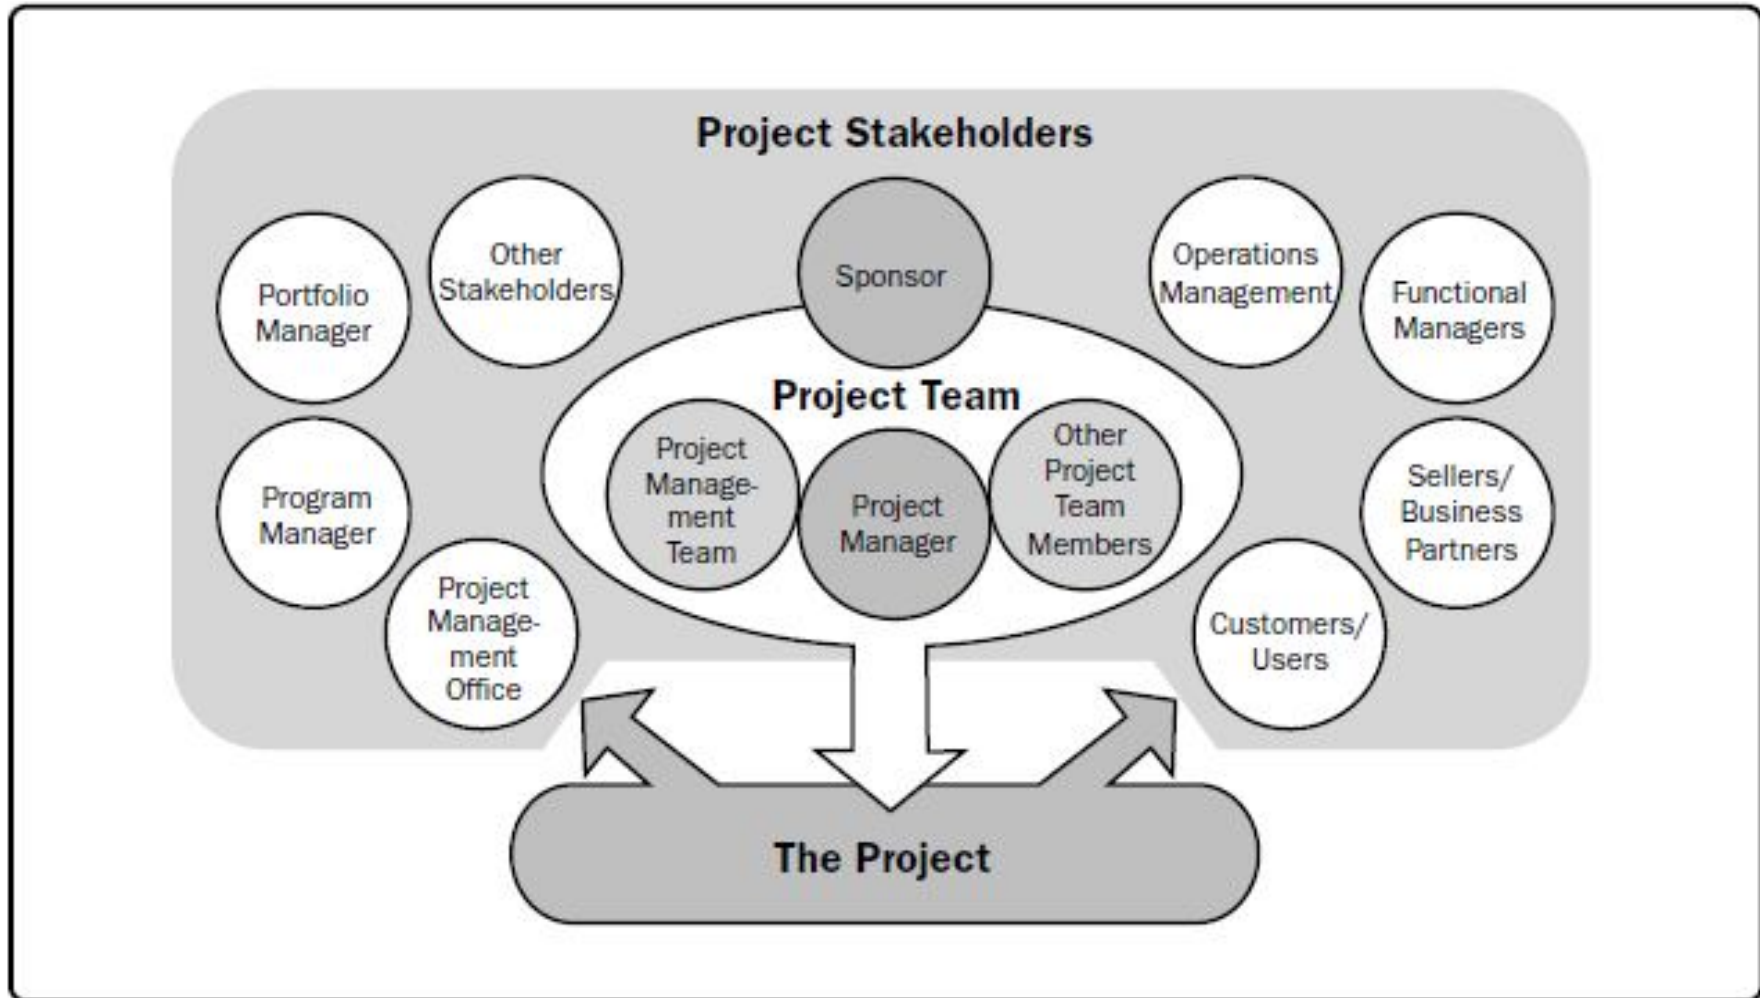 Project Stakeholders
Portfolio
Manager
Other
Stakeholders
Sponsor
Operations
Management
Functional
Managers
Project Team
Project
Manage-
ment
Team
Project
Manager
Other
Project
Team
Members
Program
Manager
Sellers/
Business
Partners
Project
Manage-
ment
Office
Customers/
Users
The Project